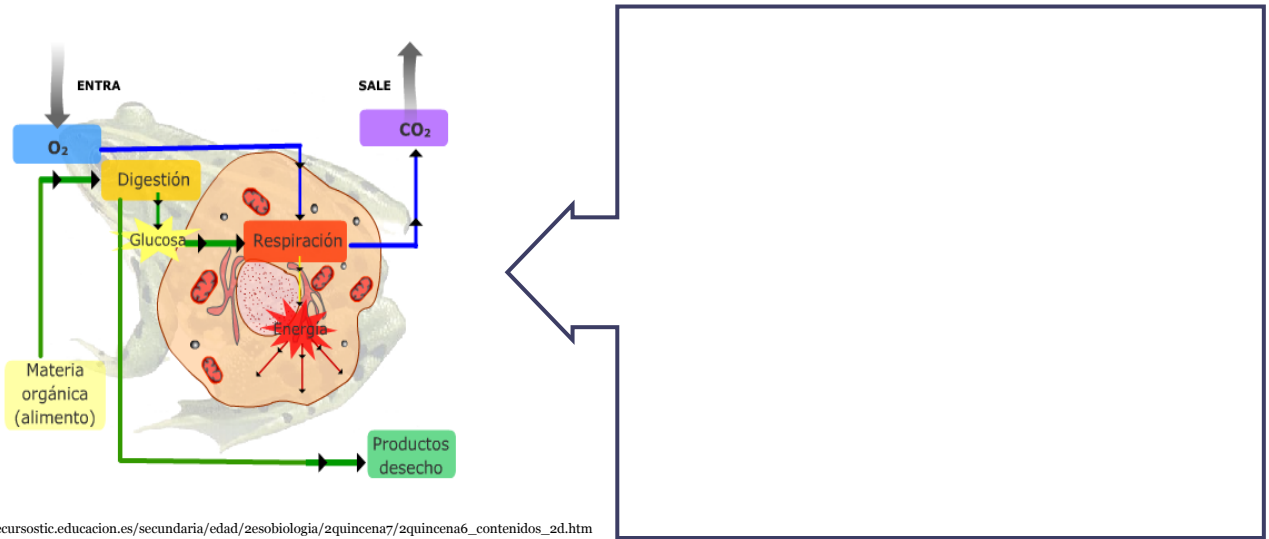 ENTRA
SALE
O₂
CO₂
Digestión
Glucosa
Respiración
Energía
Materia
orgánica
(alimento)
Productos
desecho
ecursostic.educacion.es/secundaria/edad/2esobiologia/2quincena7/2quincena6_contenidos_2d.htm